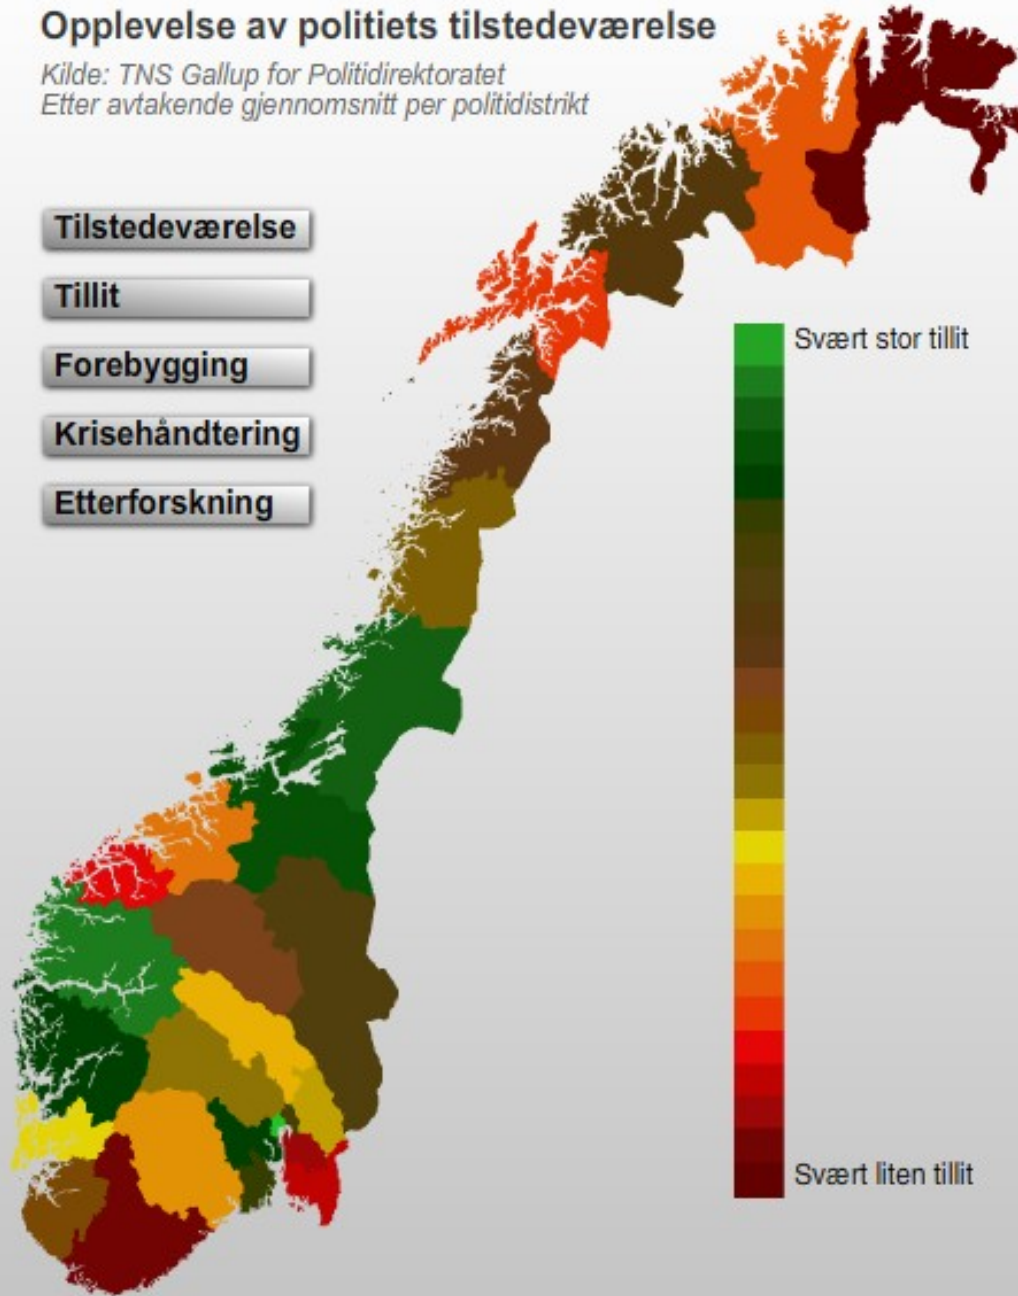 Opplevelse av politiets tilstedeværelse
Kilde: TNS Gallup for Politidirektoratet
Etter avtakende gjennomsnitt per politidistrikt
Tilstedeværelse
Tillit
Forebygging
Krisehåndtering
Etterforskning
Svært stor tillit
Svært liten tillit